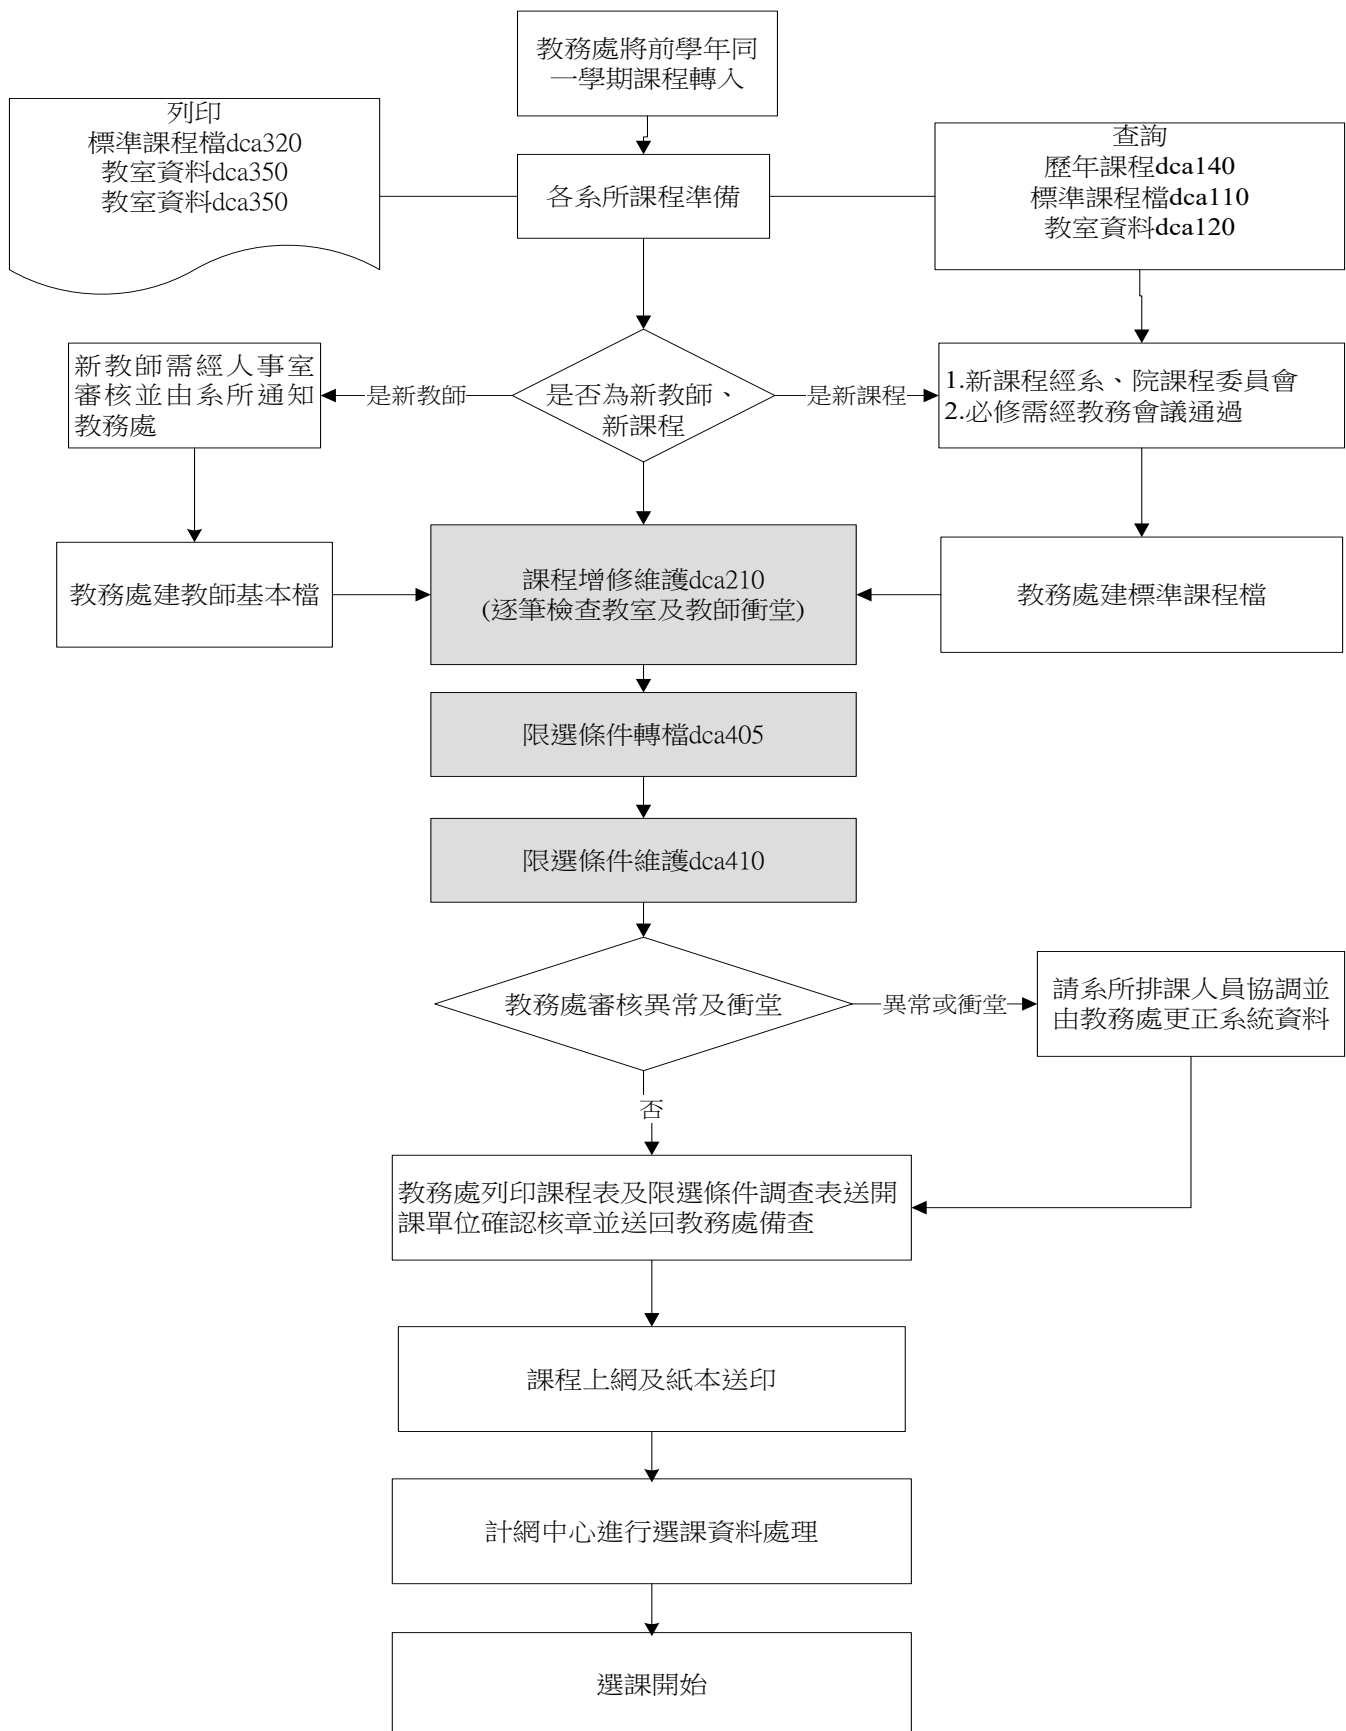 教務處將前學年同
一學期課程轉入
列印
標準課程檔dca320
教室資料dca350
教室資料dca350
各系所課程準備
查詢
歷年課程dca140
標準課程檔dca110
教室資料dca120
新教師需經人事室
審核並由系所通知
教務處
是新教師
是否為新教師、
新課程
是新課程
1.新課程經系、院課程委員會
2.必修需經教務會議通過
教務處建教師基本檔
課程增修維護dca210
(逐筆檢查教室及教師衝堂)
教務處建標準課程檔
限選條件轉檔dca405
限選條件維護dca410
教務處審核異常及衝堂
異常或衝堂
請系所排課人員協調並
由教務處更正系統資料
否
教務處列印課程表及限選條件調查表送開
課單位確認核章並送回教務處備查
課程上網及紙本送印
計網中心進行選課資料處理
選課開始